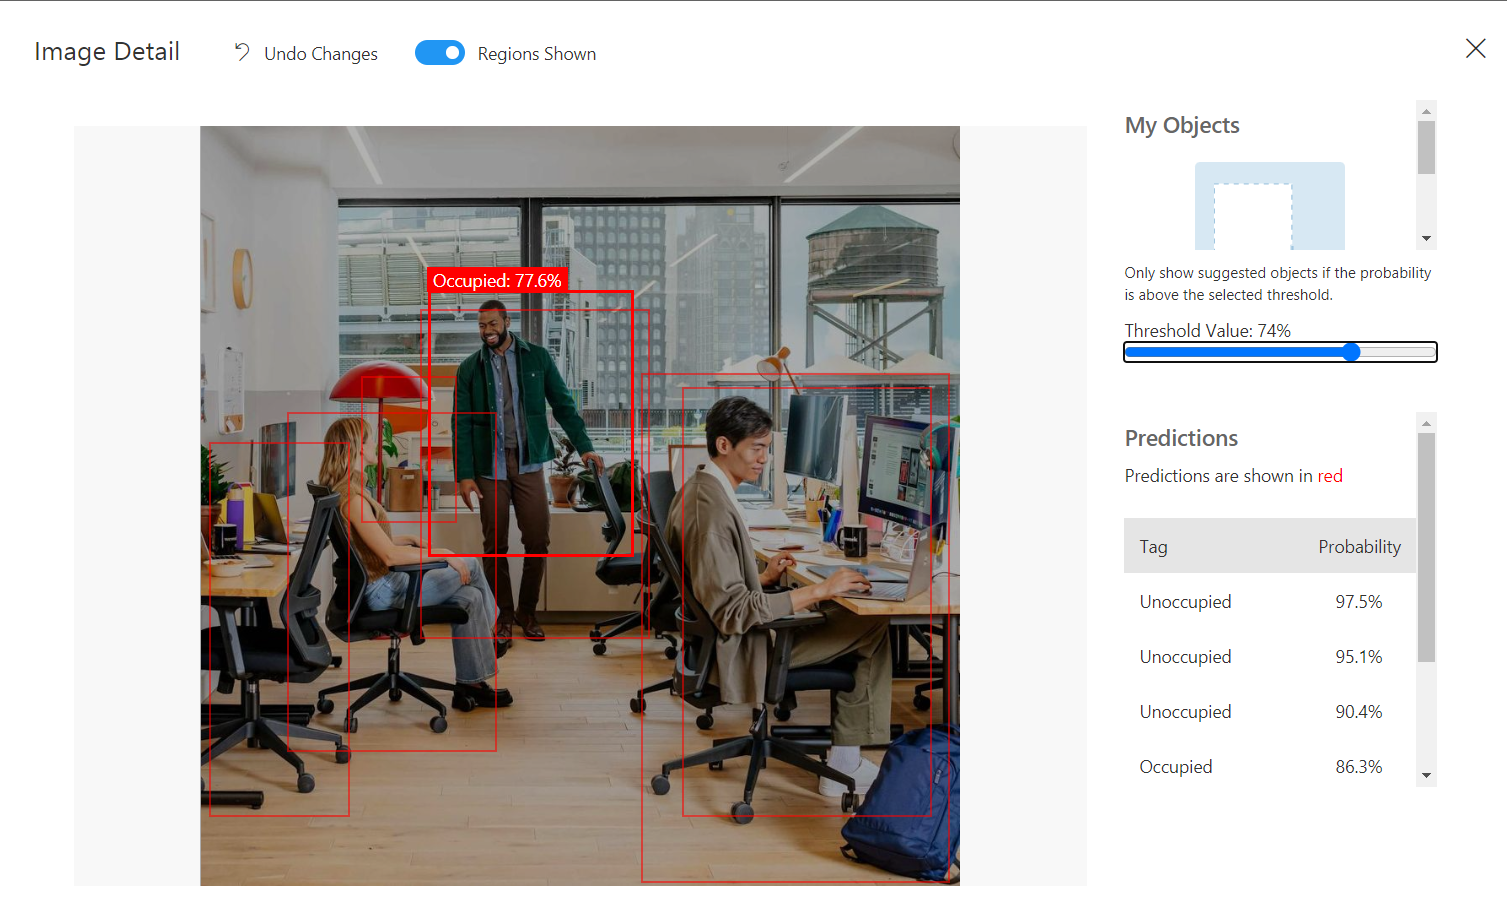 Image Detail
Undo Changes
Regions Shown
Occupied: 77.6%
My Objects
Only show suggested objects if the probability
is above the selected threshold.
Threshold Value: 74%
Predictions
Predictions are shown in red
Tag Probability
Unoccupied 97.5%
Unoccupied 95.1%
Unoccupied 90.4%
Occupied 86.3%